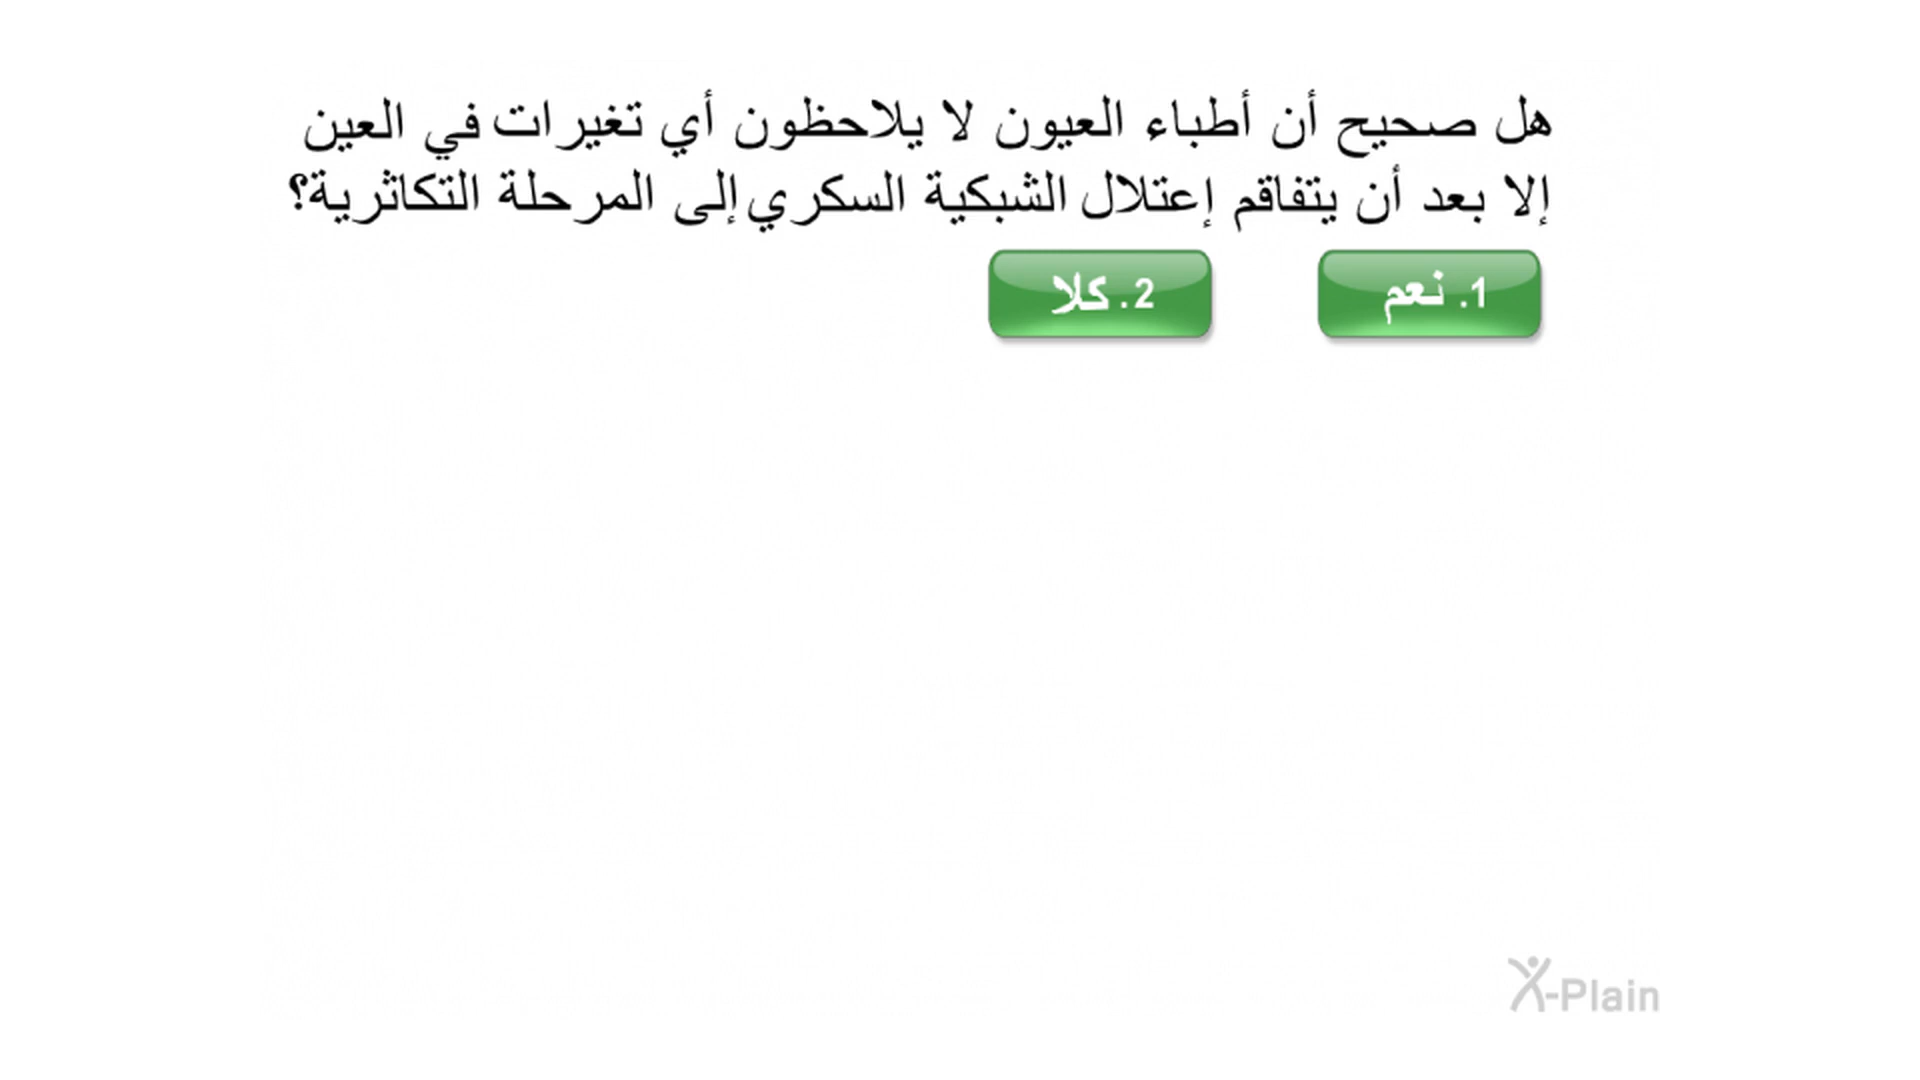 هل صحيح أن أطباء العيون لا يلاحظون أي تغيرات في العين
إلا بعد أن يتفاقم إعتلال الشبكية السكري إلى المرحلة التكاثرية؟
1. نعم
2. كلا
X-Plain